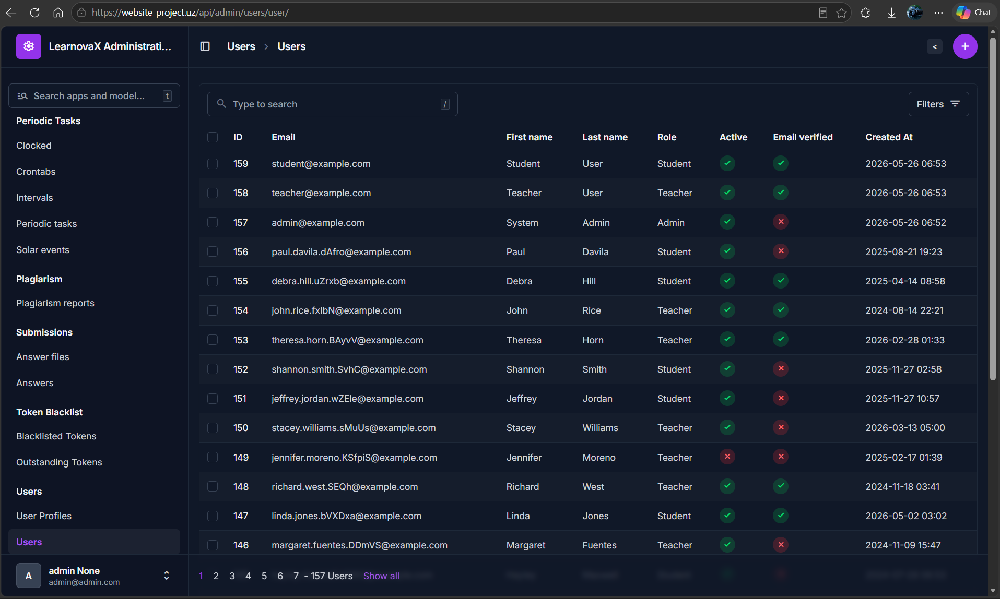 https://website-project.uz/api/admin/users/user/
Chat
LearnovaX Administrati...
Users > Users
<
+
Search apps and model... t
Periodic Tasks
Clocked
Crontabs
Intervals
Periodic tasks
Solar events
Plagiarism
Plagiarism reports
Submissions
Answer files
Answers
Token Blacklist
Blacklisted Tokens
Outstanding Tokens
Users
User Profiles
Users
A
admin None
admin@admin.com
Type to search /
Filters
ID Email First name Last name Role Active Email verified Created At
159 student@example.com Student User Student 2026-05-26 06:53
158 teacher@example.com Teacher User Teacher 2026-05-26 06:53
157 admin@example.com System Admin Admin 2026-05-26 06:52
156 paul.davila.dAfro@example.com Paul Davila Student 2025-08-21 19:23
155 debra.hill.uZrxb@example.com Debra Hill Student 2025-04-14 08:58
154 john.rice.fxIbN@example.com John Rice Teacher 2024-08-14 22:21
153 theresa.horn.BAyvV@example.com Theresa Horn Teacher 2026-02-28 01:33
152 shannon.smith.SvhC@example.com Shannon Smith Student 2025-11-27 02:58
151 jeffrey.jordan.wZEle@example.com Jeffrey Jordan Student 2025-11-27 10:57
150 stacey.williams.sMuUs@example.com Stacey Williams Teacher 2026-03-13 05:00
149 jennifer.moreno.KSfpiS@example.com Jennifer Moreno Teacher 2025-02-17 01:39
148 richard.west.SEQh@example.com Richard West Teacher 2024-11-18 03:41
147 linda.jones.bVXDxa@example.com Linda Jones Student 2026-05-02 03:02
146 margaret.fuentes.DDmVS@example.com Margaret Fuentes Teacher 2024-11-09 15:47
1 2 3 4 5 6 7 - 157 Users Show all